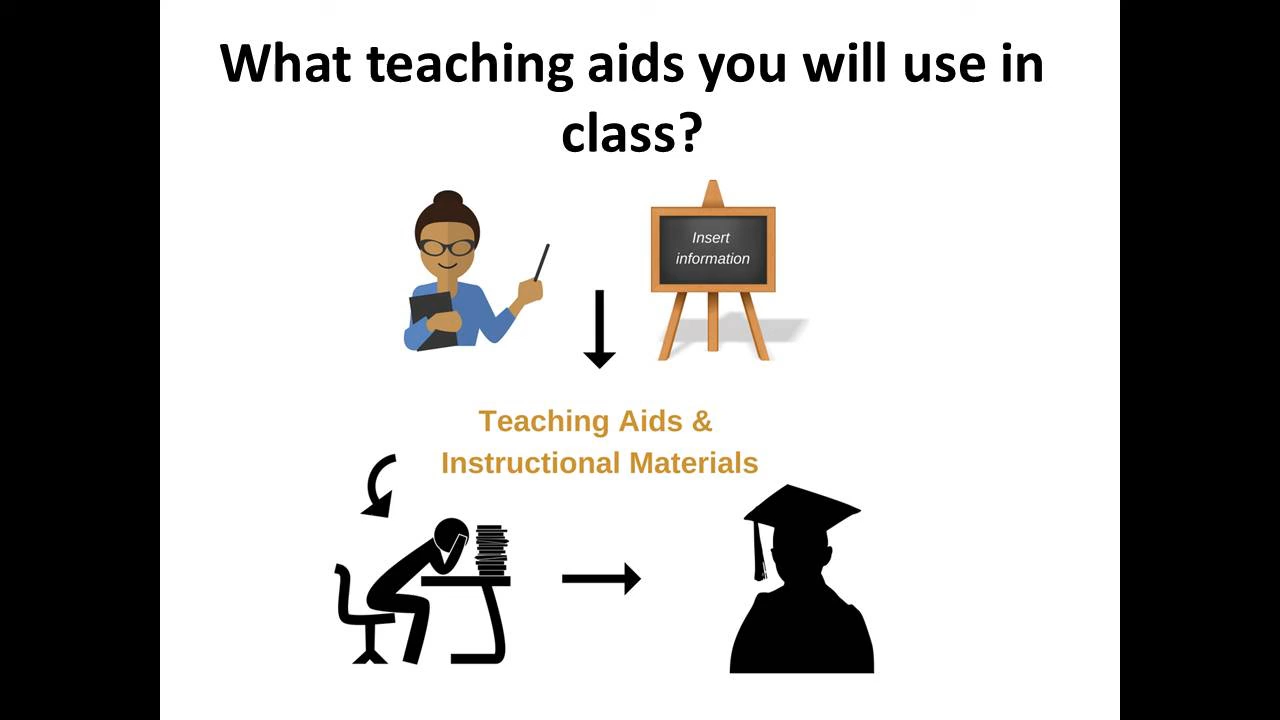 What teaching aids you will use in
class?
Insert
information
Teaching Aids &
Instructional Materials